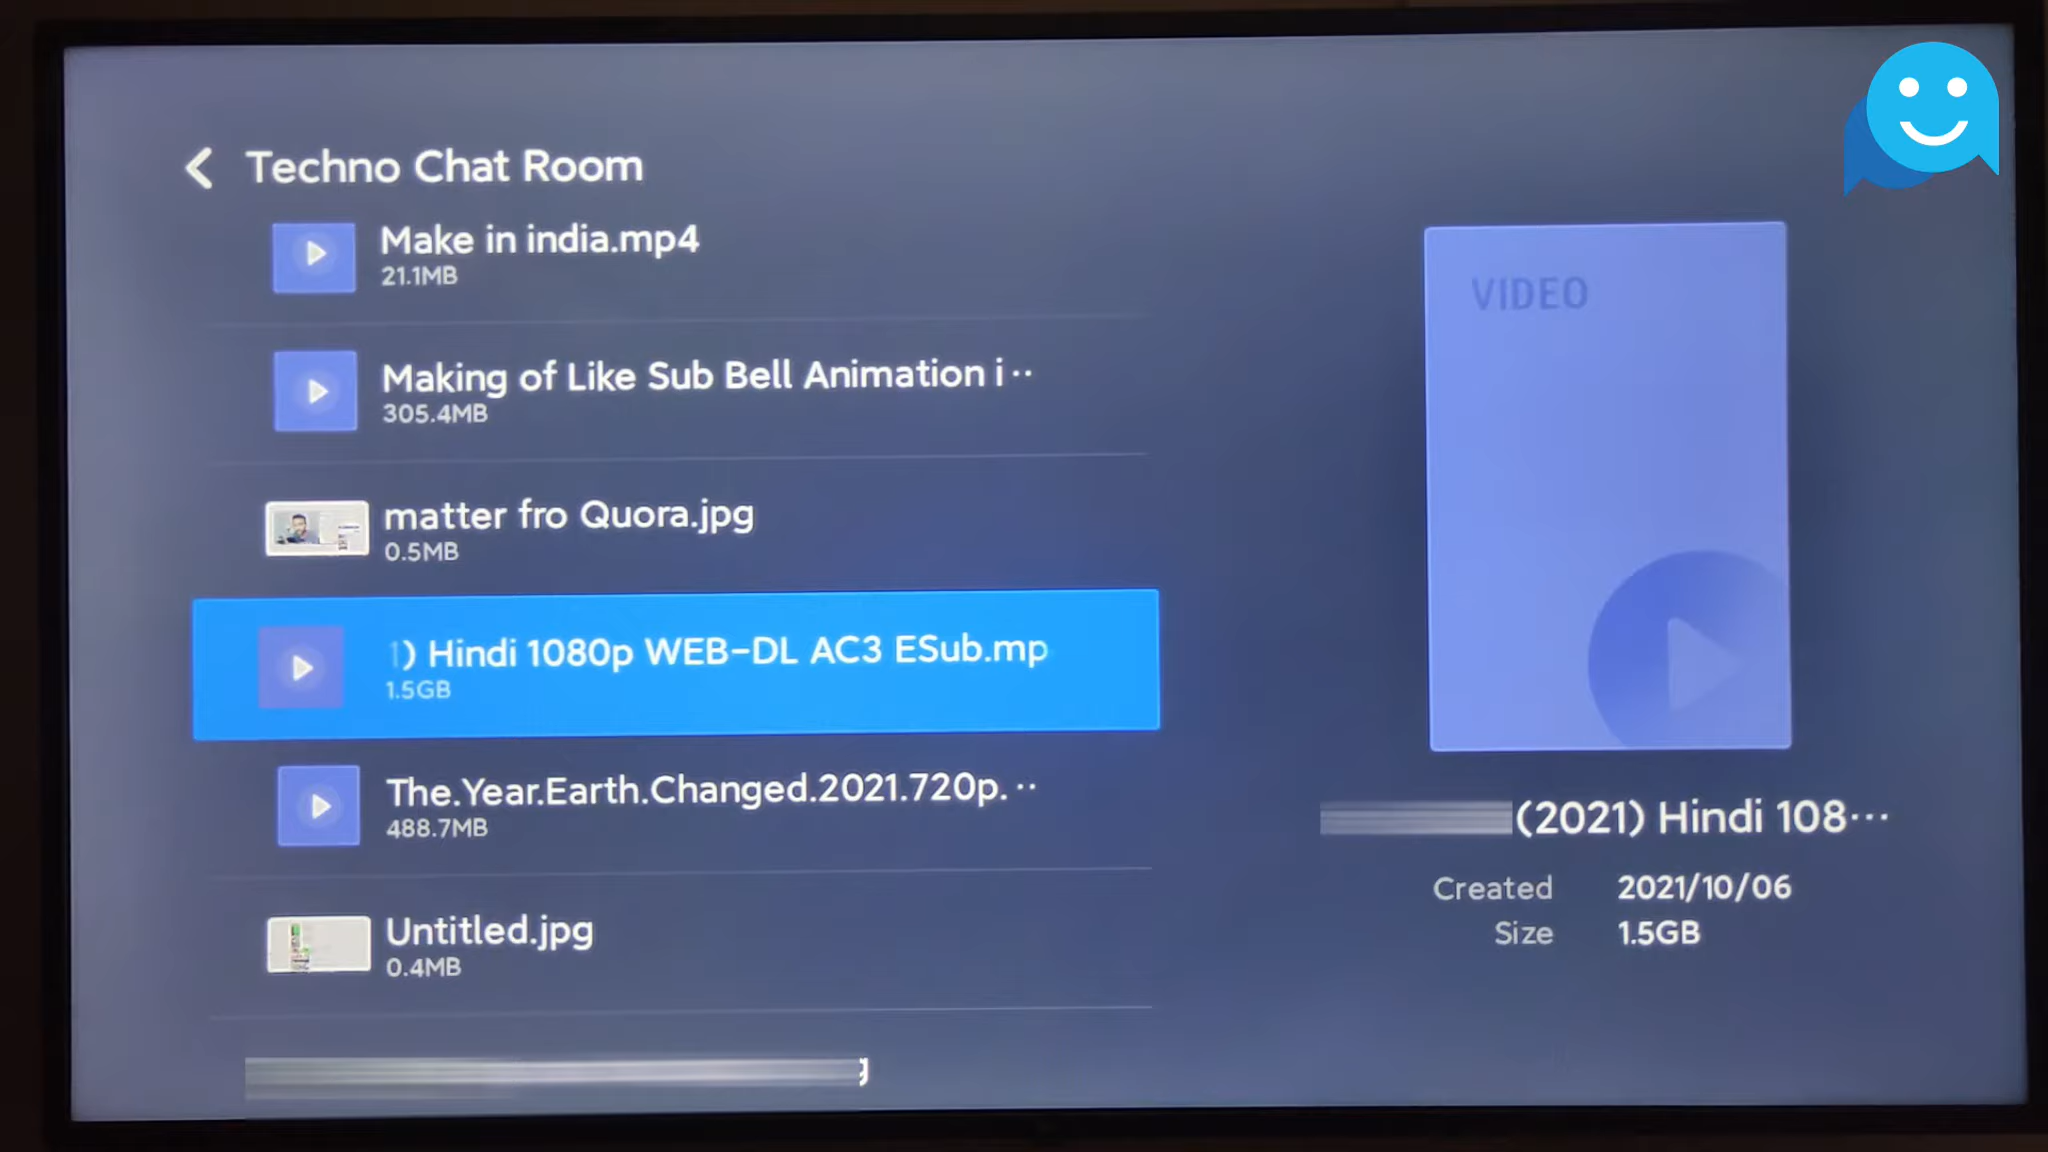 Techno Chat Room
Make in india.mp4
21.1MB
Making of Like Sub Bell Animation i··
305.4MB
matter fro Quora.jpg
0.5MB
1) Hindi 1080p WEB-DL AC3 ESub.mp
1.5GB
The.Year.Earth.Changed.2021.720p.··
488.7MB
Untitled.jpg
0.4MB
VIDEO
(2021) Hindi 108···
Created 2021/10/06
Size 1.5GB